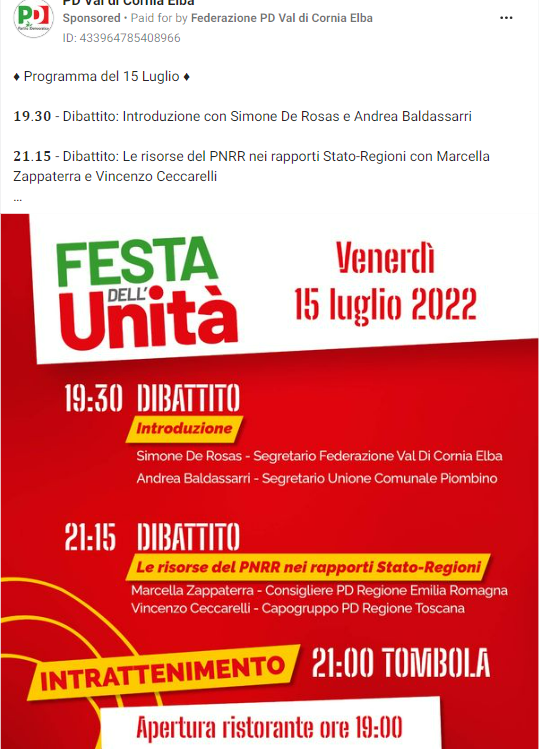 PD Val di Cornia Elba
Sponsored • Paid for by Federazione PD Val di Cornia Elba
ID: 433964785408966
♦ Programma del 15 Luglio ♦
19.30 - Dibattito: Introduzione con Simone De Rosas e Andrea Baldassarri
21.15 - Dibattito: Le risorse del PNRR nei rapporti Stato-Regioni con Marcella
Zappaterra e Vincenzo Ceccarelli
...
PD
Partito Democratico
FESTA
DELL'
Unità
Venerdì
15 luglio 2022
19:30 DIBATTITO
Introduzione
Simone De Rosas - Segretario Federazione Val Di Cornia Elba
Andrea Baldassarri - Segretario Unione Comunale Piombino
21:15 DIBATTITO
Le risorse del PNRR nei rapporti Stato-Regioni
Marcella Zappaterra - Consigliere PD Regione Emilia Romagna
Vincenzo Ceccarelli - Capogruppo PD Regione Toscana
INTRATTENIMENTO 21:00 TOMBOLA
Apertura ristorante ore 19:00